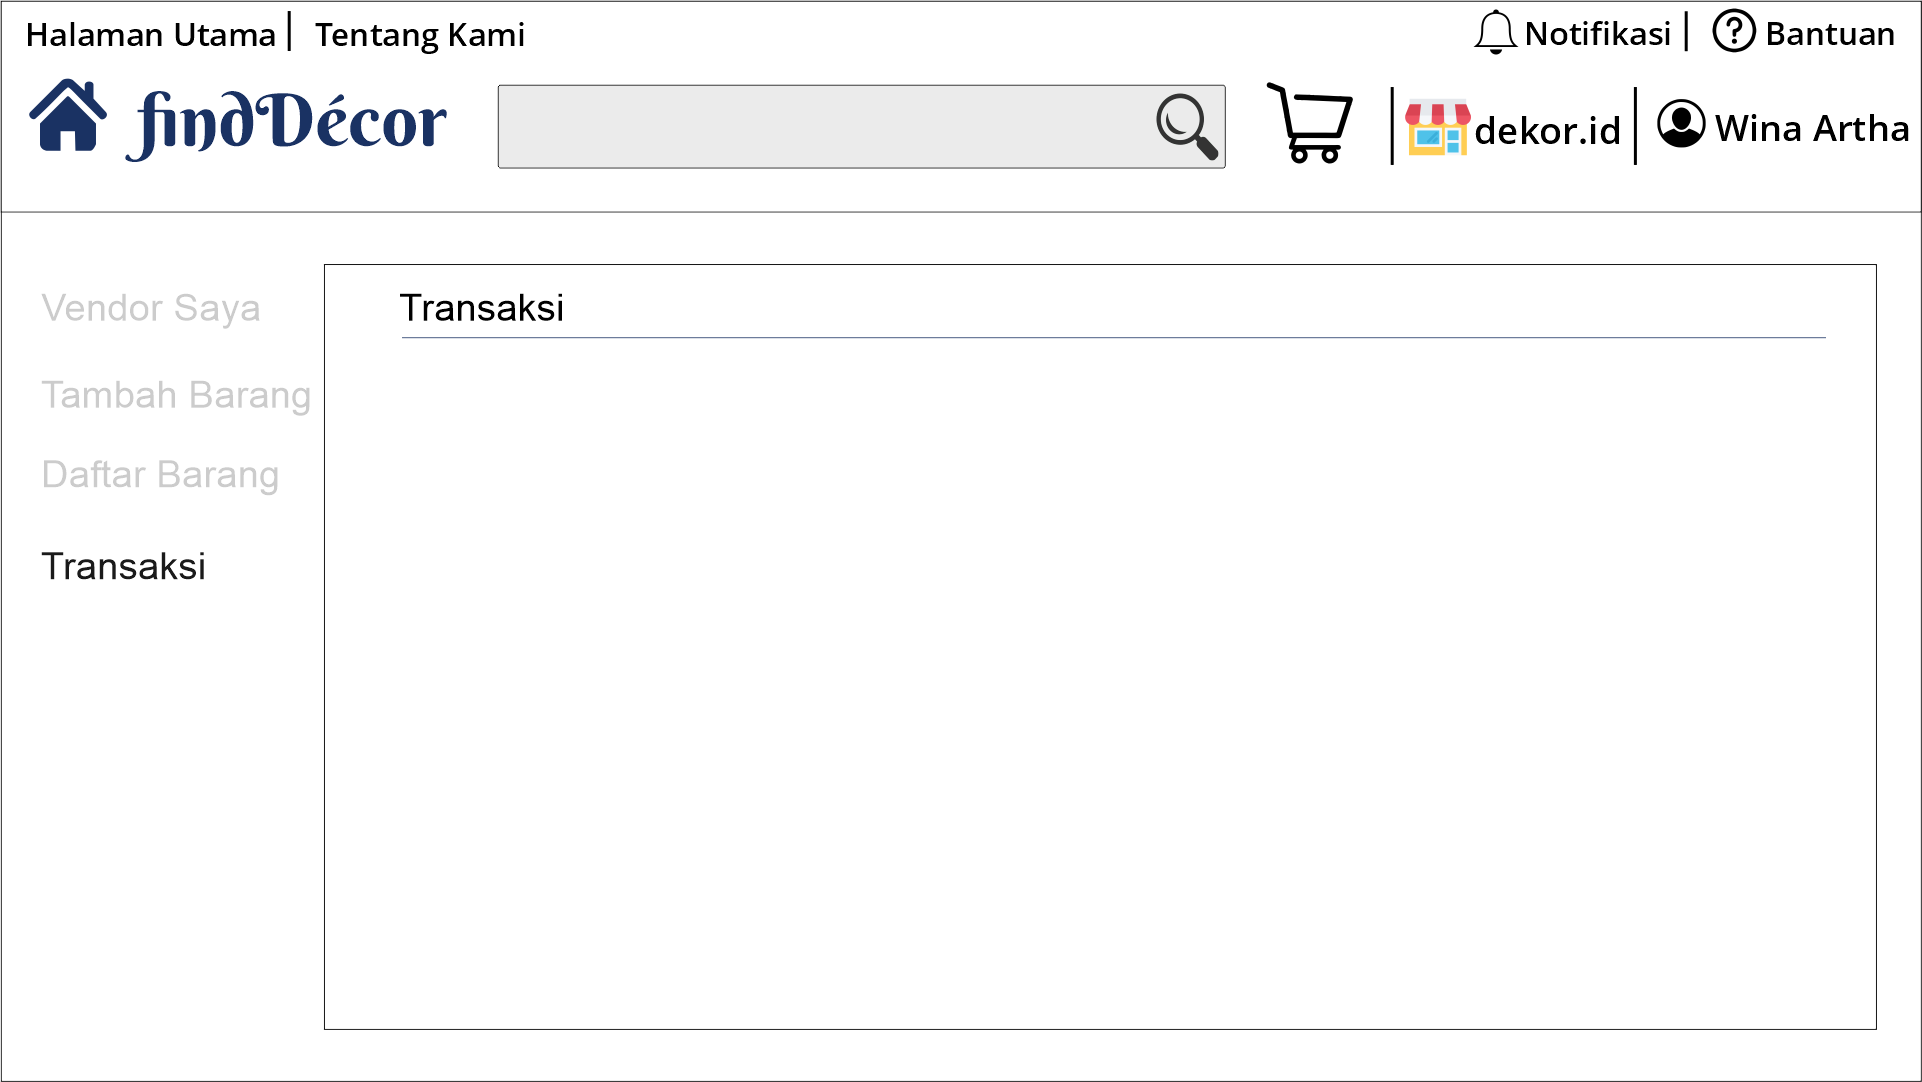 Halaman Utama | Tentang Kami
Notifikasi | Bantuan
findDécor
dekor.id
Wina Artha
Vendor Saya
Tambah Barang
Daftar Barang
Transaksi
Transaksi